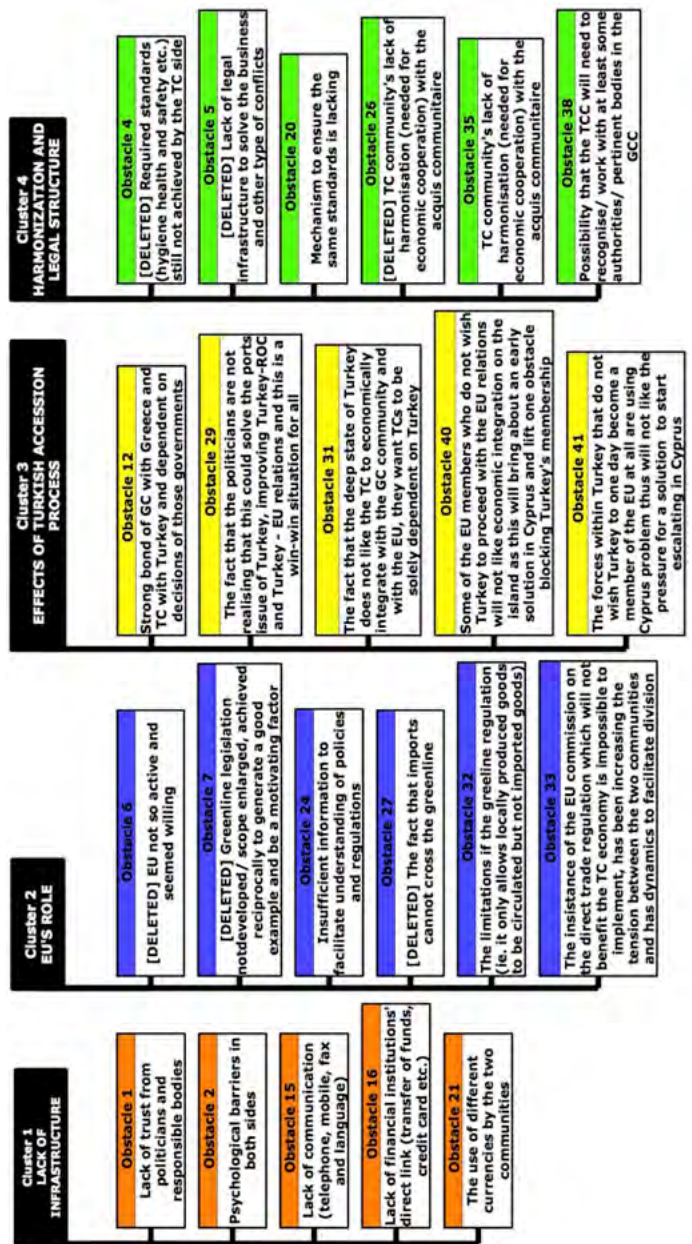 Cluster 1
LACK OF
INFRASTRUCTURE
Obstacle 1
Lack of trust from
politicians and
responsible bodies
Obstacle 2
Psychological barriers in
both sides
Obstacle 15
Lack of communication
(telephone, mobile, fax
and language)
Obstacle 16
Lack of financial institutions'
direct link (transfer of funds,
credit card etc.)
Obstacle 21
The use of different
currencies by the two
communities
Cluster 2
EU'S ROLE
Obstacle 6
[DELETED] EU not so active and
seemed willing
Obstacle 7
[DELETED] Greenline legislation
notdeveloped/ scope enlarged, achieved
reciprocally to generate a good
example and be a motivating factor
Obstacle 24
Insufficient information to
facilitate understanding of policies
and regulations
Obstacle 27
[DELETED] The fact that imports
cannot cross the greenline
Obstacle 32
The limitations if the greeline regulation
(ie. it only allows locally produced goods
to be circulated but not imported goods)
Obstacle 33
The insistance of the EU commission on
the direct trade regulation which will not
benefit the TC economy is impossible to
implement, has been increasing the
tension between the two communities
and has dynamics to facilitate division
Cluster 3
EFFECTS OF TURKISH ACCESSION
PROCESS
Obstacle 12
Strong bond of GC with Greece and
TC with Turkey and dependent on
decisions of those governments
Obstacle 29
The fact that the politicians are not
realising that this could solve the ports
issue of Turkey, improving Turkey-ROC
and Turkey - EU relations and this is a
win-win situation for all
Obstacle 31
The fact that the deep state of Turkey
does not like the TC to economically
integrate with the GC community and
with the EU, they want TCs to be
solely dependent on Turkey
Obstacle 40
Some of the EU members who do not wish
Turkey to proceed with the EU relations
will not like economic integration on the
island as this will bring about an early
solution in Cyprus and lift one obstacle
blocking Turkey's membership
Obstacle 41
The forces within Turkey that do not
wish Turkey to one day become a
member of the EU at all are using
Cyprus problem thus will not like the
pressure for a solution to start
escalating in Cyprus
Cluster 4
HARMONIZATION AND
LEGAL STRUCTURE
Obstacle 4
[DELETED] Required standards
(hygiene health and safety etc.)
still not achieved by the TC side
Obstacle 5
[DELETED] Lack of legal
infrastructure to solve the business
and other type of conflicts
Obstacle 20
Mechanism to ensure the
same standards is lacking
Obstacle 26
[DELETED] TC community's lack of
harmonisation (needed for
economic cooperation) with the
acquis communitaire
Obstacle 35
TC community's lack of
harmonisation (needed for
economic cooperation) with the
acquis communitaire
Obstacle 38
Possibility that the TCC will need to
recognise/ work with at least some
authorities/ pertinent bodies in the
GCC